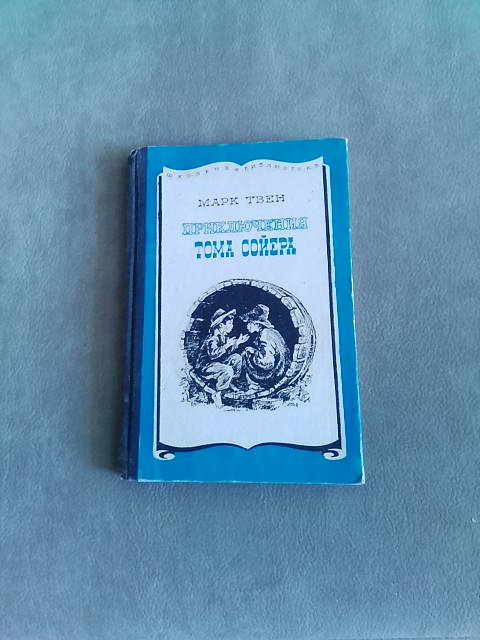 ШКОЛЬНАЯ БИБЛИОТЕКА
МАРК ТВЕН
ПРИКЛЮЧЕНИЯ
ТОМА СОЙЕРА